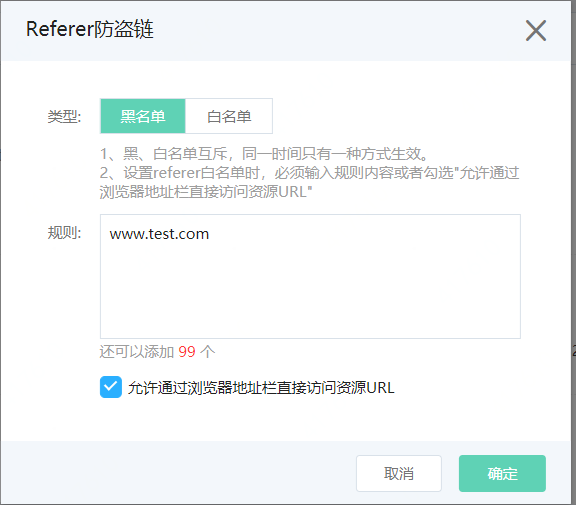 Referer防盗链
类型:
黑名单
白名单
1、黑、白名单互斥，同一时间只有一种方式生效。
2、设置referer白名单时，必须输入规则内容或者勾选"允许通过
浏览器地址栏直接访问资源URL"
规则:
www.test.com
还可以添加 99 个
允许通过浏览器地址栏直接访问资源URL
取消
确定